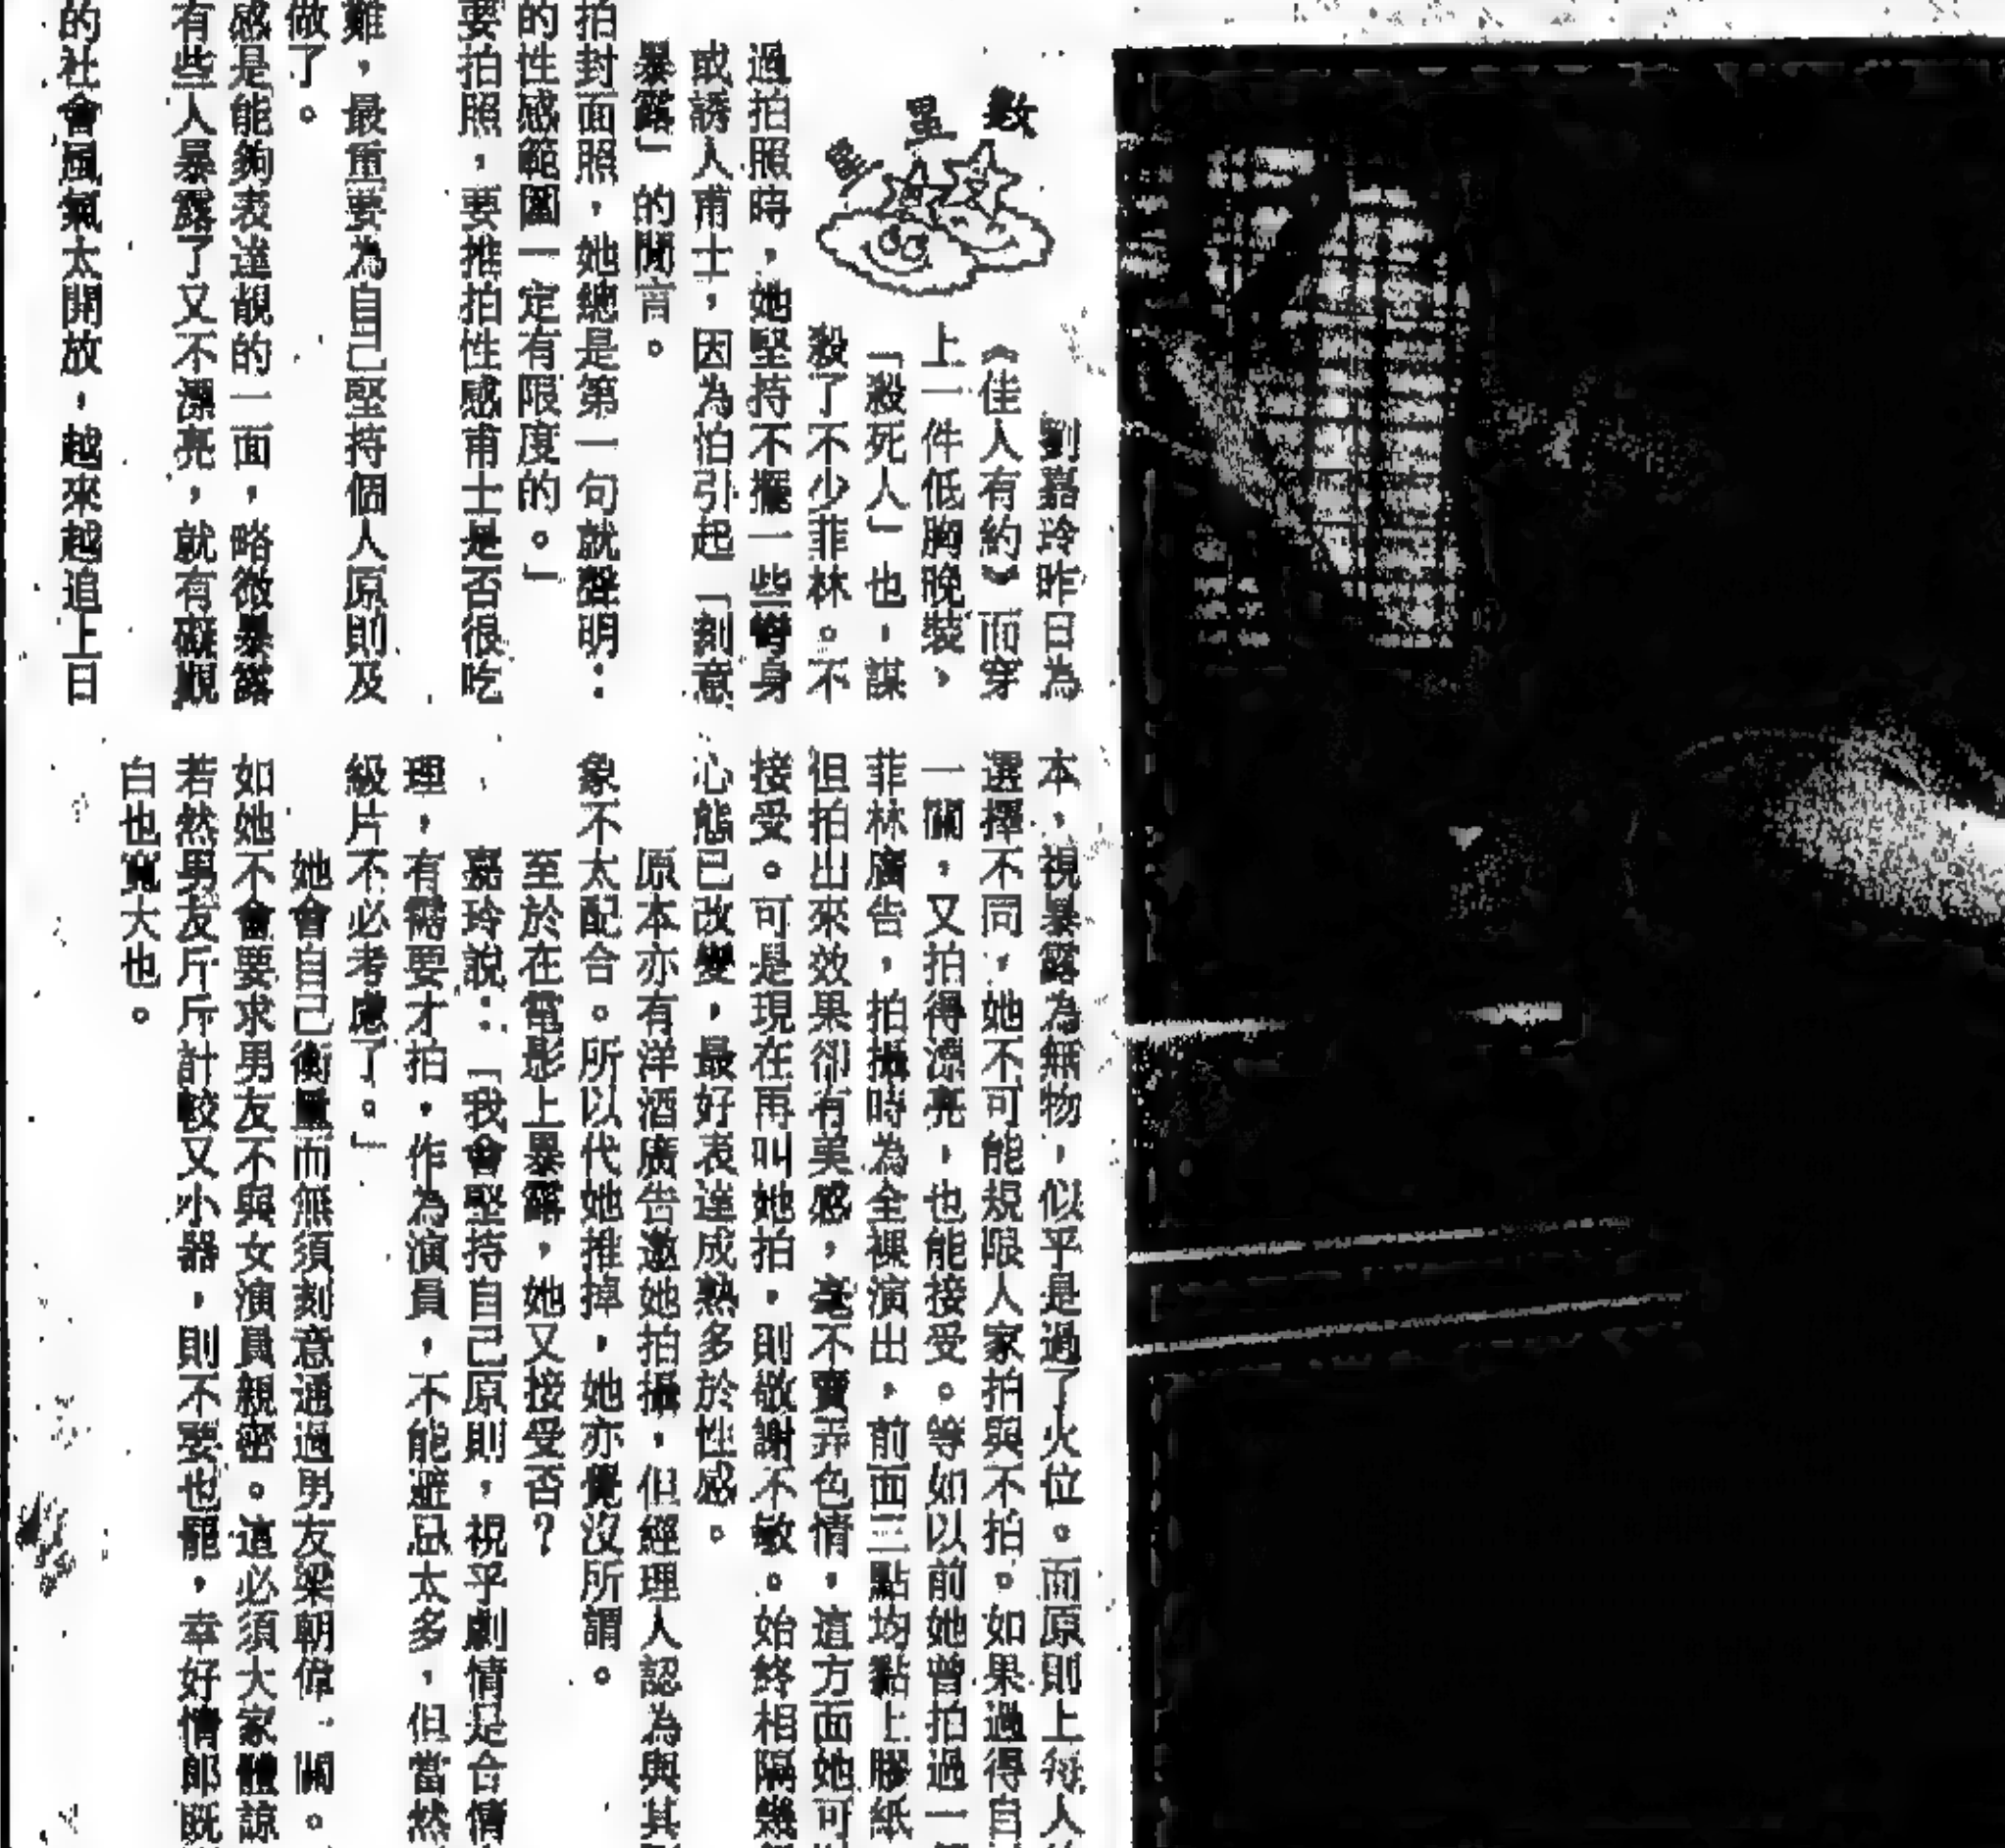 數星星
劉嘉玲昨日為
《佳人有約》而穿
上一件低胸晚裝,
「殺死人」也,謀
殺了不少菲林。不
過拍照時,她堅持不擺一些彎身
或誘人甫士,因為怕引起「刻意
暴露」的閒言。
拍封面照,她總是第一句就聲明:
的性感範圍一定有限度的。」
要拍照,要推拍性感甫士是否很吃
難,最重要為自己堅持個人原則及
做了。
感是能夠表達靚的一面,略微暴露
有些人暴露了又不漂亮,就有礙觀
的社會風氣太開放,越來越追上日
本,視暴露為無物,似乎是過了火位。而原則上每人
選擇不同,她不可能規限人家拍與不拍。如果過得自
一關,又拍得漂亮,也能接受。等如以前她曾拍過一
菲林廣告,拍攝時為全裸演出,前面三點均黏上膠紙
但拍出來效果卻有美感,毫不賣弄色情,這方面她可
接受。可是現在再叫她拍,則敬謝不敏。始終相隔幾
心態已改變,最好表達成熟多於性感。
原本亦有洋酒廣告邀她拍攝,但經理人認為與其
象不太配合。所以代她推掉,她亦覺沒所謂。
至於在電影上暴露,她又接受否?
嘉玲說:「我會堅持自己原則,視乎劇情是合情
理,有需要才拍。作為演員,不能避忌太多,但當然
級片不必考慮了。」
她會自己衡量而無須刻意通過男友梁朝偉一關。
如她不會要求男友不與女演員親密。這必須大家體諒
若然男友斤斤計較又小器,則不要也罷,幸好情郎既
白也寬大也。